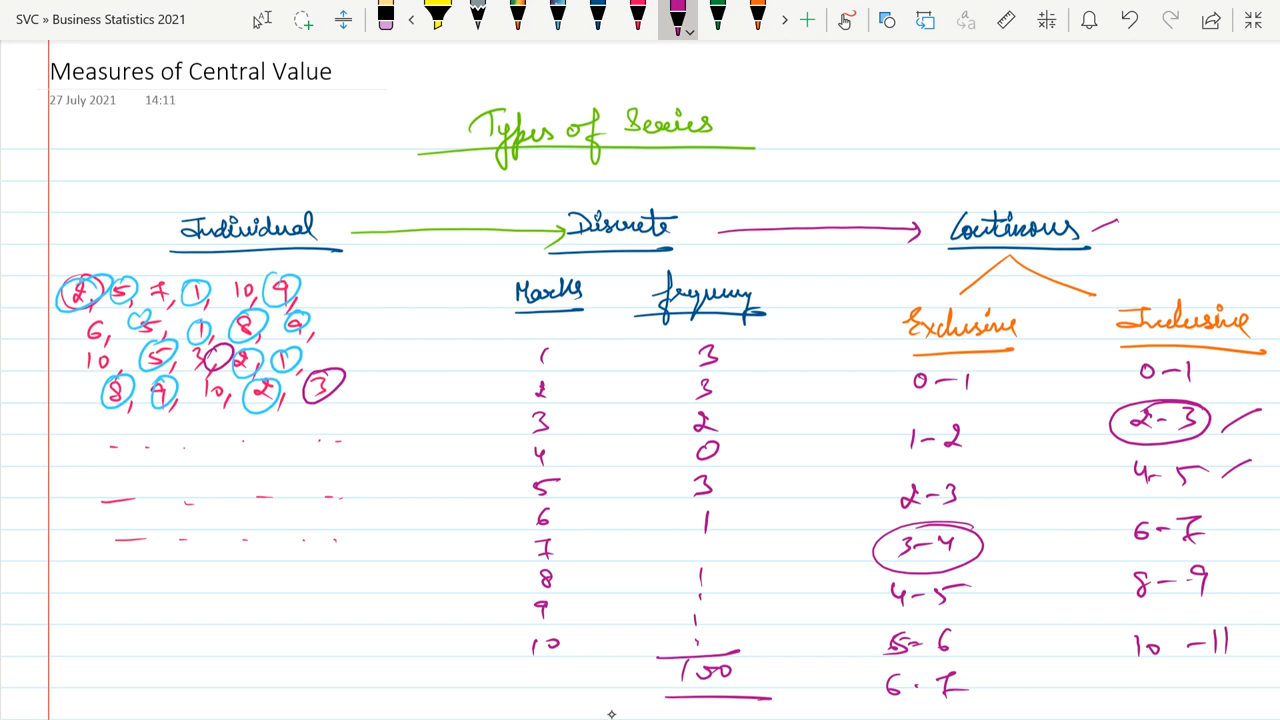 SVC » Business Statistics 2021
Measures of Central Value
27 July 2021 14:11
Types of Series
Individual Discrete Continuous
2, 5, 7, 1, 10, 9,
6, 5, 1, 8, 9,
10, 5, 3, 2, 1,
8, 9, 10, 2, 3
Marks frequency
1 3
2 3
3 2
4 0
5 3
6 1
7
8
9
10
100
Exclusive
0-1
1-2
2-3
3-4
4-5
5-6
6-7
Inclusive
0-1
2-3
4-5
6-7
8-9
10-11